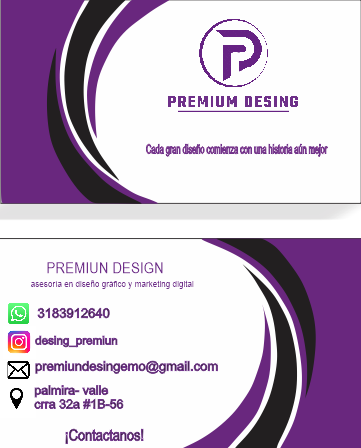 P
PREMIUM DESING
Cada gran diseño comienza con una historia aún mejor
PREMIUN DESIGN
asesoria en diseño gráfico y marketing digital
3183912640
desing_premiun
premiundesingemo@gmail.com
palmira- valle
crra 32a #1B-56
¡Contactanos!